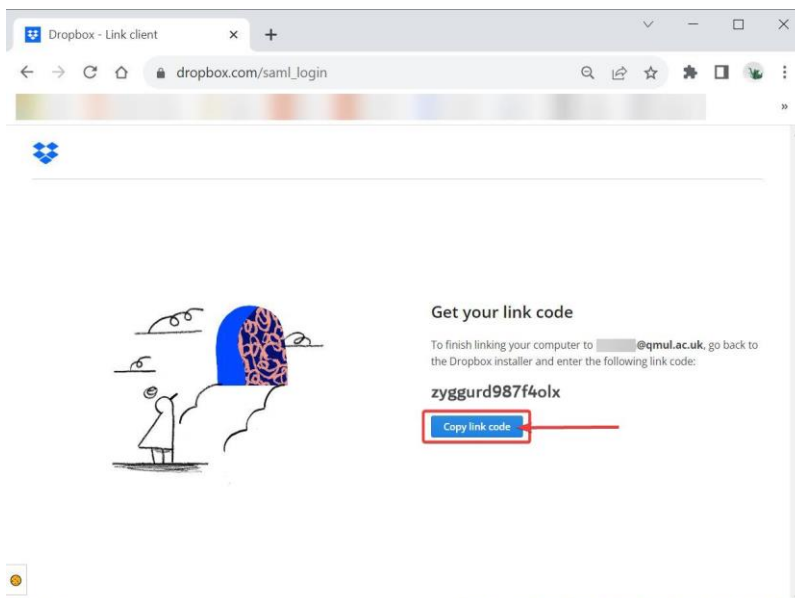 Dropbox - Link client
dropbox.com/saml_login
Get your link code
To finish linking your computer to @qmul.ac.uk, go back to
the Dropbox installer and enter the following link code:
zyggurd987f4olx
Copy link code